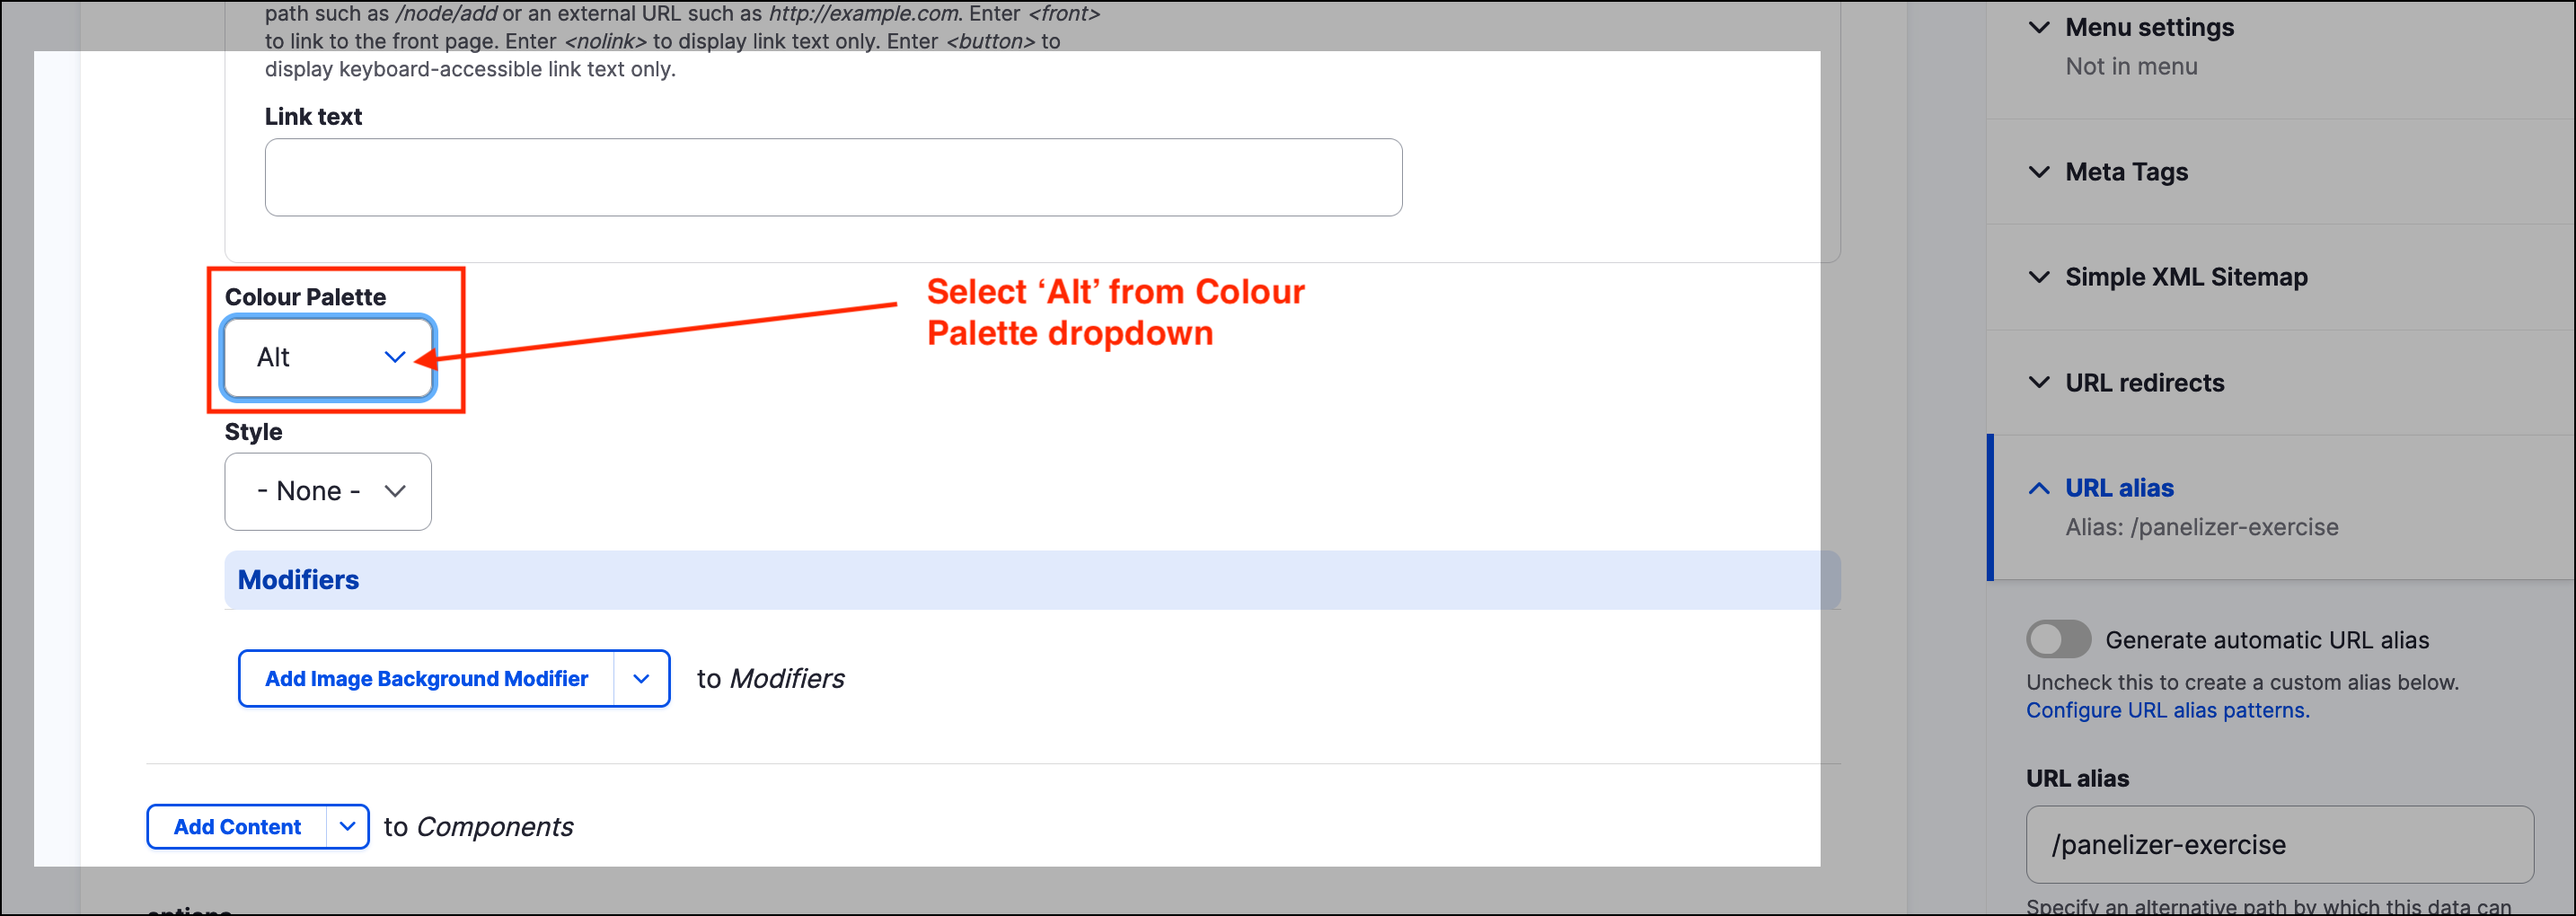 path such as /node/add or an external URL such as http://example.com. Enter <front>
to link to the front page. Enter <nolink> to display link text only. Enter <button> to
display keyboard-accessible link text only.
Link text
Colour Palette
Alt
Select ‘Alt’ from Colour
Palette dropdown
Style
- None -
Modifiers
Add Image Background Modifier
to Modifiers
Add Content
to Components
options
Menu settings
Not in menu
Meta Tags
Simple XML Sitemap
URL redirects
URL alias
Alias: /panelizer-exercise
Generate automatic URL alias
Uncheck this to create a custom alias below.
Configure URL alias patterns.
URL alias
/panelizer-exercise
Specify an alternative path by which this data can